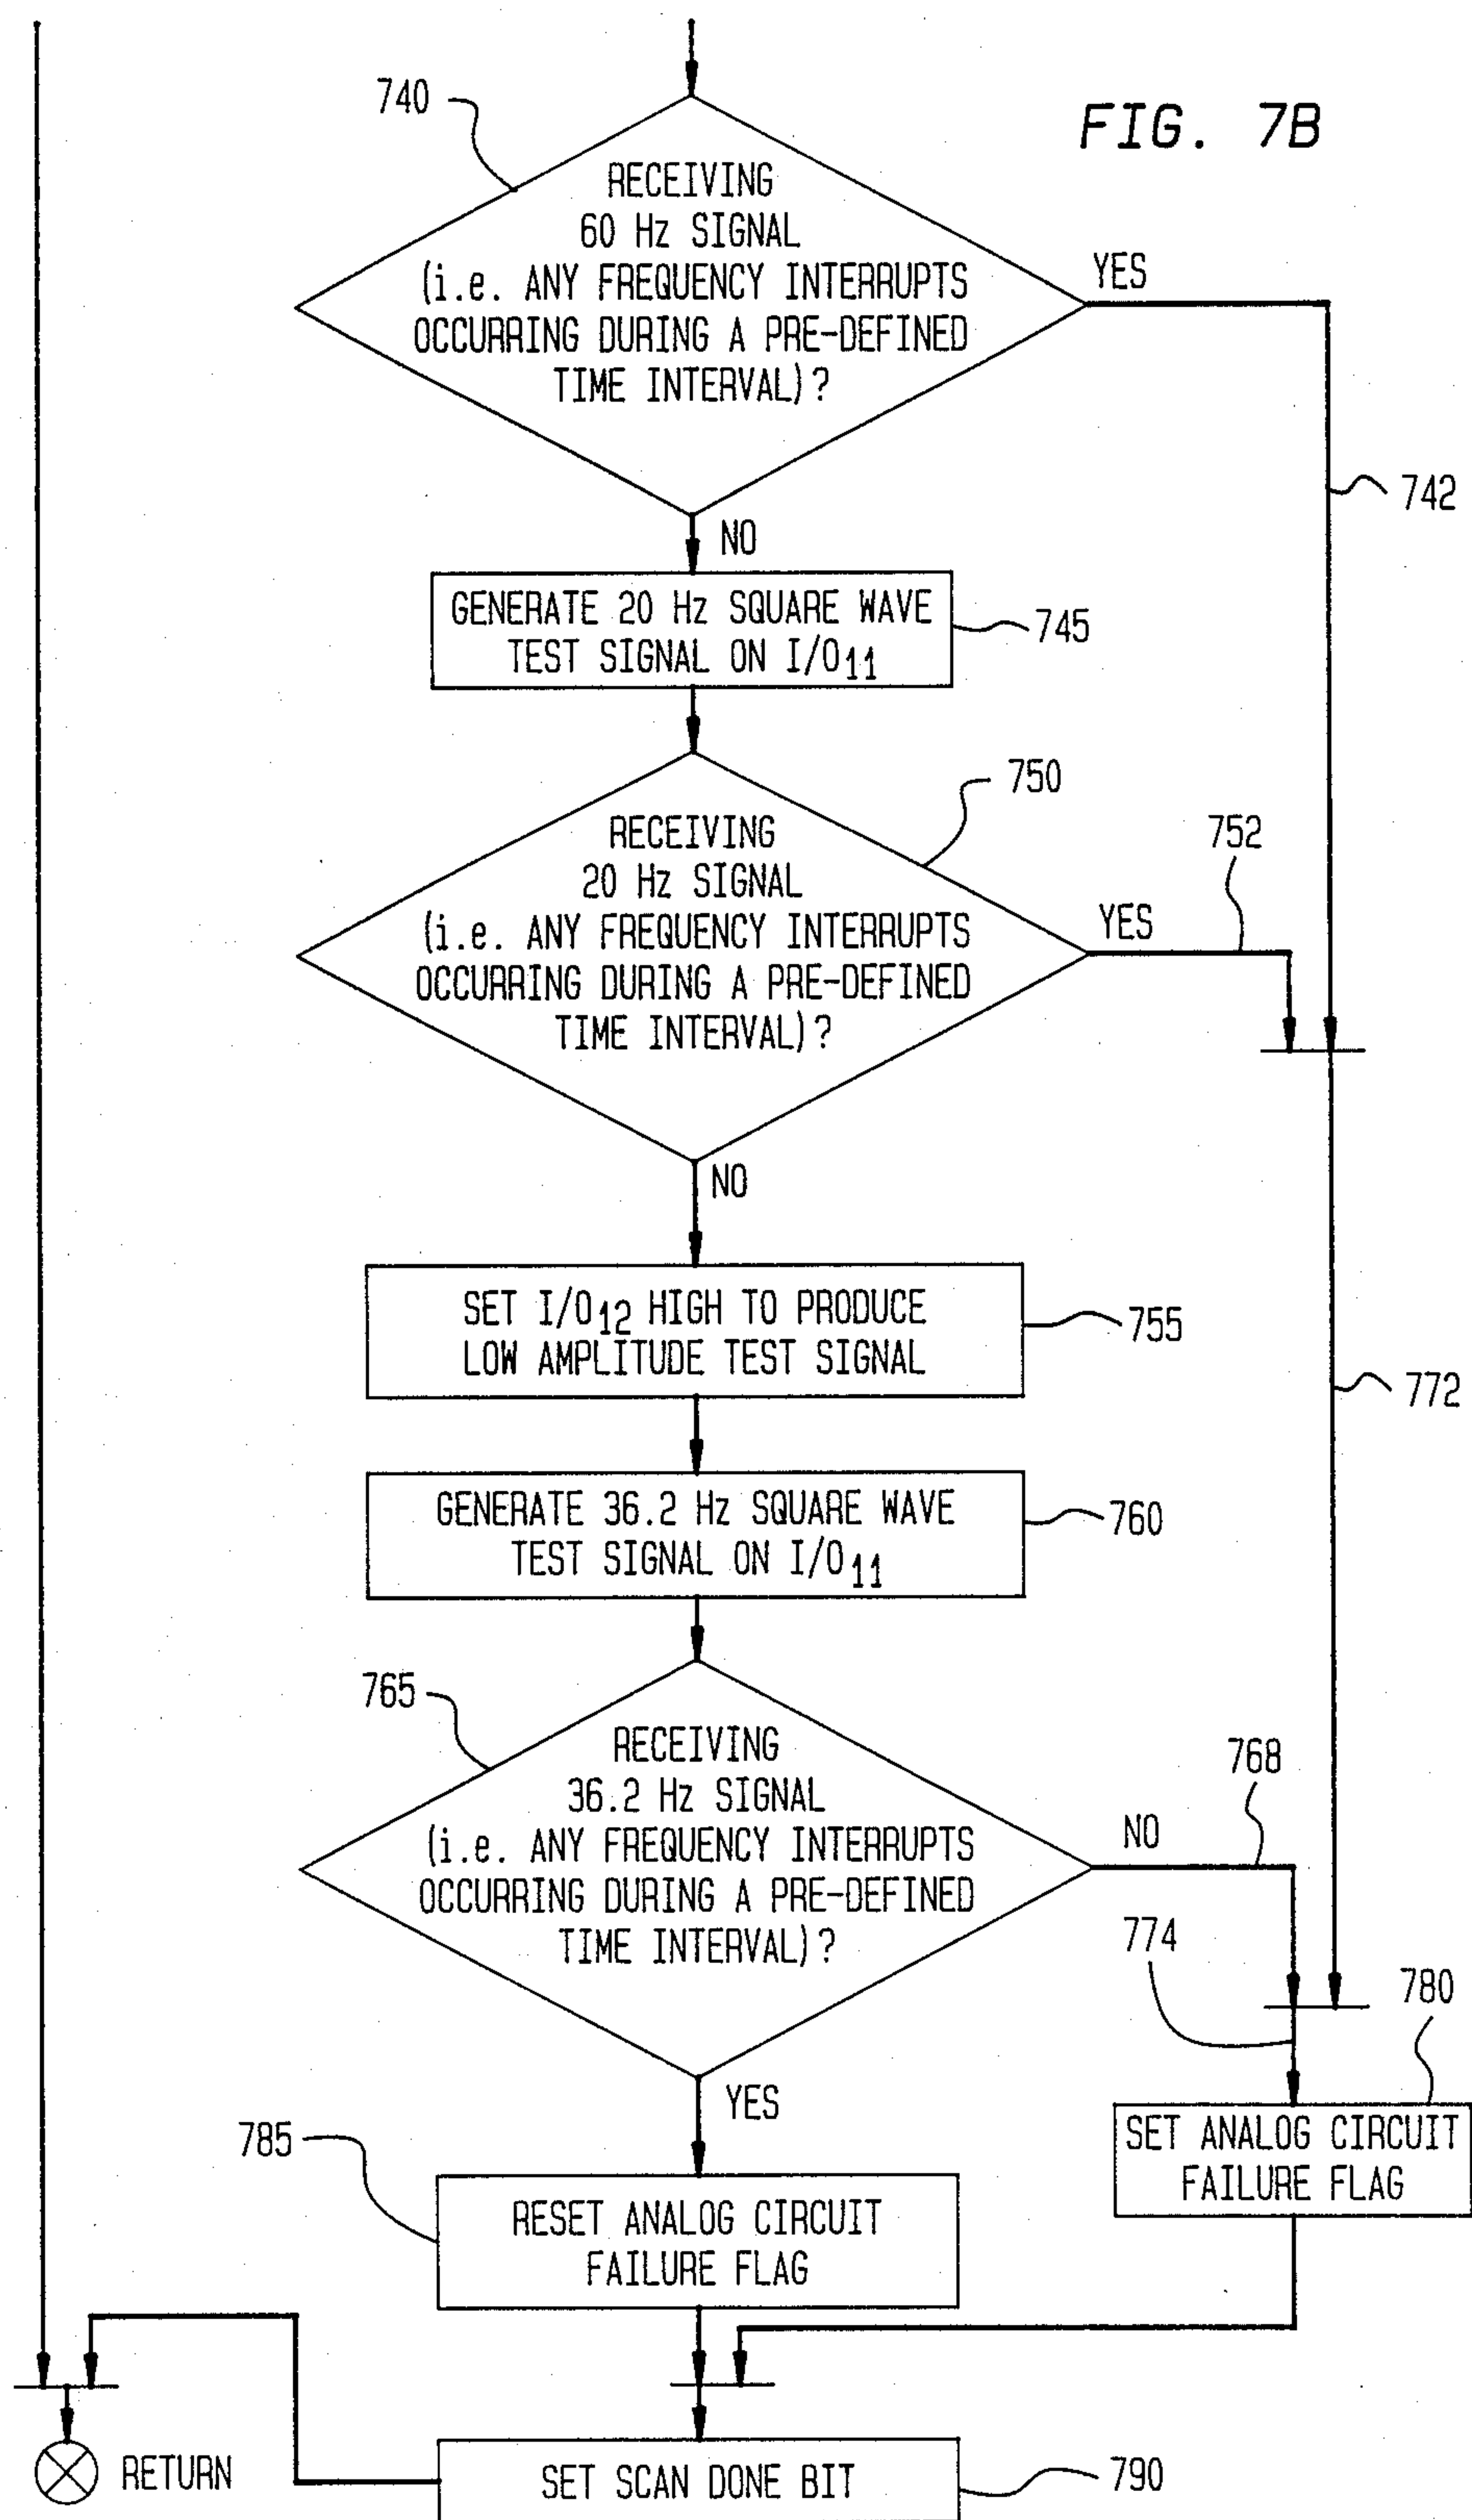 FIG. 7B
740
RECEIVING
60 Hz SIGNAL
(i.e. ANY FREQUENCY INTERRUPTS
OCCURRING DURING A PRE-DEFINED
TIME INTERVAL)?
YES
742
NO
GENERATE 20 Hz SQUARE WAVE
TEST SIGNAL ON I/O11
745
750
RECEIVING
20 Hz SIGNAL
(i.e. ANY FREQUENCY INTERRUPTS
OCCURRING DURING A PRE-DEFINED
TIME INTERVAL)?
YES
752
NO
SET I/O12 HIGH TO PRODUCE
LOW AMPLITUDE TEST SIGNAL
755
772
GENERATE 36.2 Hz SQUARE WAVE
TEST SIGNAL ON I/O11
760
765
RECEIVING
36.2 Hz SIGNAL
(i.e. ANY FREQUENCY INTERRUPTS
OCCURRING DURING A PRE-DEFINED
TIME INTERVAL)?
NO
768
774
780
YES
SET ANALOG CIRCUIT
FAILURE FLAG
785
RESET ANALOG CIRCUIT
FAILURE FLAG
RETURN
SET SCAN DONE BIT
790